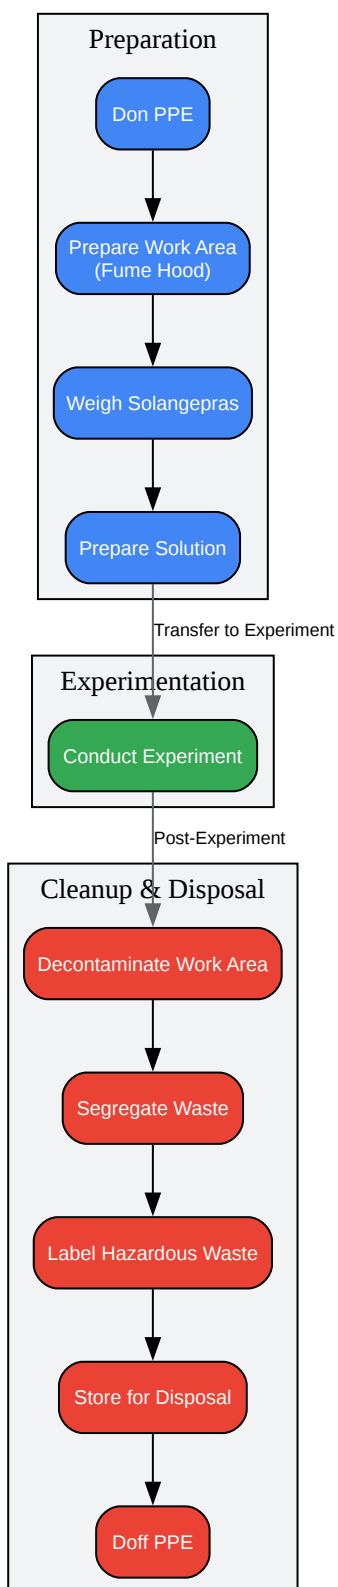 Preparation
Don PPE
Prepare Work Area
(Fume Hood)
Weigh Solangepras
Prepare Solution
Transfer to Experiment
Experimentation
Conduct Experiment
Post-Experiment
Cleanup & Disposal
Decontaminate Work Area
Segregate Waste
Label Hazardous Waste
Store for Disposal
Doff PPE